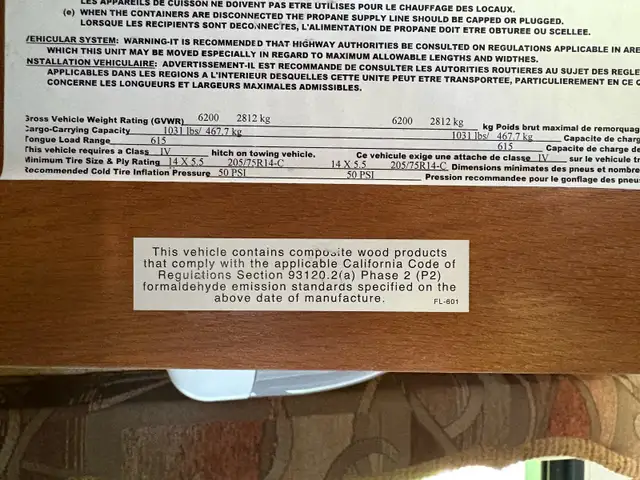 LES APPAREILS DE CUISSON NE DOIVENT PAS ETRE UTILISES POUR LE CHAUFFAGE DES LOCAUX.
(e) WHEN THE CONTAINERS ARE DISCONNECTED THE PROPANE SUPPLY LINE SHOULD BE CAPPED OR PLUGGED.
LORSQUE LES RECIPIENTS SONT DECONNECTES, L'ALIMENTATION DE PROPANE DOIT ETRE OBTUREE OU SCELLEE.
VEHICULAR SYSTEM: WARNING-IT IS RECOMMENDED THAT HIGHWAY AUTHORITIES BE CONSULTED ON REGULATIONS APPLICABLE IN
WHICH THIS UNIT MAY BE MOVED ESPECIALLY IN REGARD TO MAXIMUM ALLOWABLE LENGTHS AND WIDTHES.
INSTALLATION VEHICULAIRE: ADVERTISSEMENT-IL EST RECOMMANDE DE CONSULTER LES AUTORITIES ROUTIERES AU SUJET DES
APPLICABLES DANS LES REGIONS A L'INTERIEUR DESQUELLES CETTE UNITE PEUT ETRE TRANSPORTEE, PARTICULIEREMENT EN CE
CONCERNE LES LONGUEURS ET LARGEURS MAXIMALES ADMISSIBLES.
Gross Vehicle Weight Rating (GVWR) 6200 2812 kg 6200 2812 kg kg Poids brut maximal de
Cargo-Carrying Capacity 1031 lbs/ 467.7 kg 1031 lbs/ 467.7 kg Capacite de
Tongue Load Range 615 615 Capacite de charge
This vehicle requires a Class IV hitch on towing vehicle. Ce vehicule exige une attache de classe IV sur le vehicule
Minimum Tire Size & Ply Rating 14 X 5.5 205/75R14-C 14 X 5.5 205/75R14-C Dimensions minimates des pneus et
Recommended Cold Tire Inflation Pressure 50 PSI 50 PSI Pression recommandee pour le gonflage des
This vehicle contains composite wood products
that comply with the applicable California Code of
Regulations Section 93120.2(a) Phase 2 (P2)
formaldehyde emission standards specified on the
above date of manufacture.
FL-601